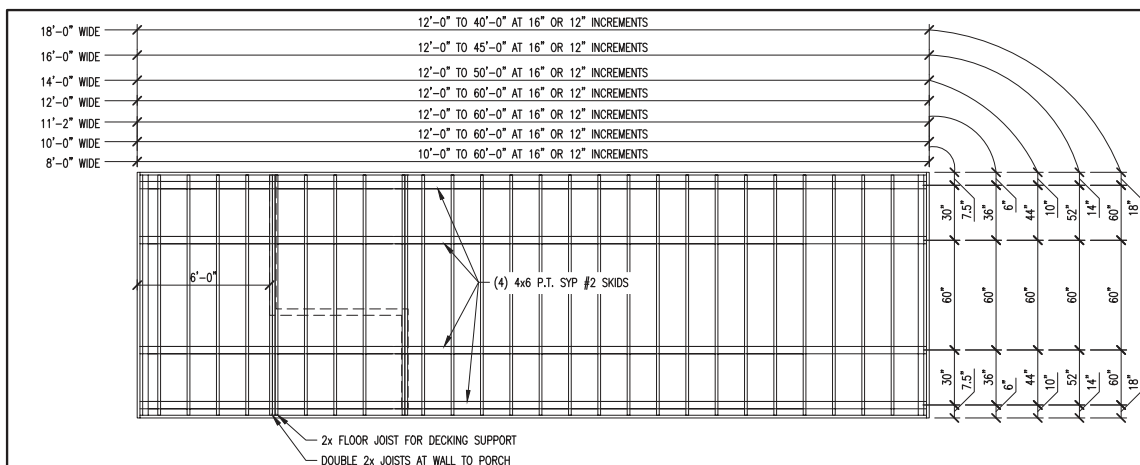 18'-0" WIDE
12'-0" TO 40'-0" AT 16" OR 12" INCREMENTS
16'-0" WIDE
12'-0" TO 45'-0" AT 16" OR 12" INCREMENTS
14'-0" WIDE
12'-0" TO 50'-0" AT 16" OR 12" INCREMENTS
12'-0" WIDE
12'-0" TO 60'-0" AT 16" OR 12" INCREMENTS
11'-2" WIDE
12'-0" TO 60'-0" AT 16" OR 12" INCREMENTS
10'-0" WIDE
12'-0" TO 60'-0" AT 16" OR 12" INCREMENTS
8'-0" WIDE
10'-0" TO 60'-0" AT 16" OR 12" INCREMENTS
30" 7.5" 36" 6" 44" 10" 52" 14" 60" 18"
6'-0"
(4) 4x6 P.T. SYP #2 SKIDS
60" 60" 60" 60" 60"
30" 7.5" 36" 6" 44" 10" 52" 14" 60" 18"
2x FLOOR JOIST FOR DECKING SUPPORT
DOUBLE 2x JOISTS AT WALL TO PORCH